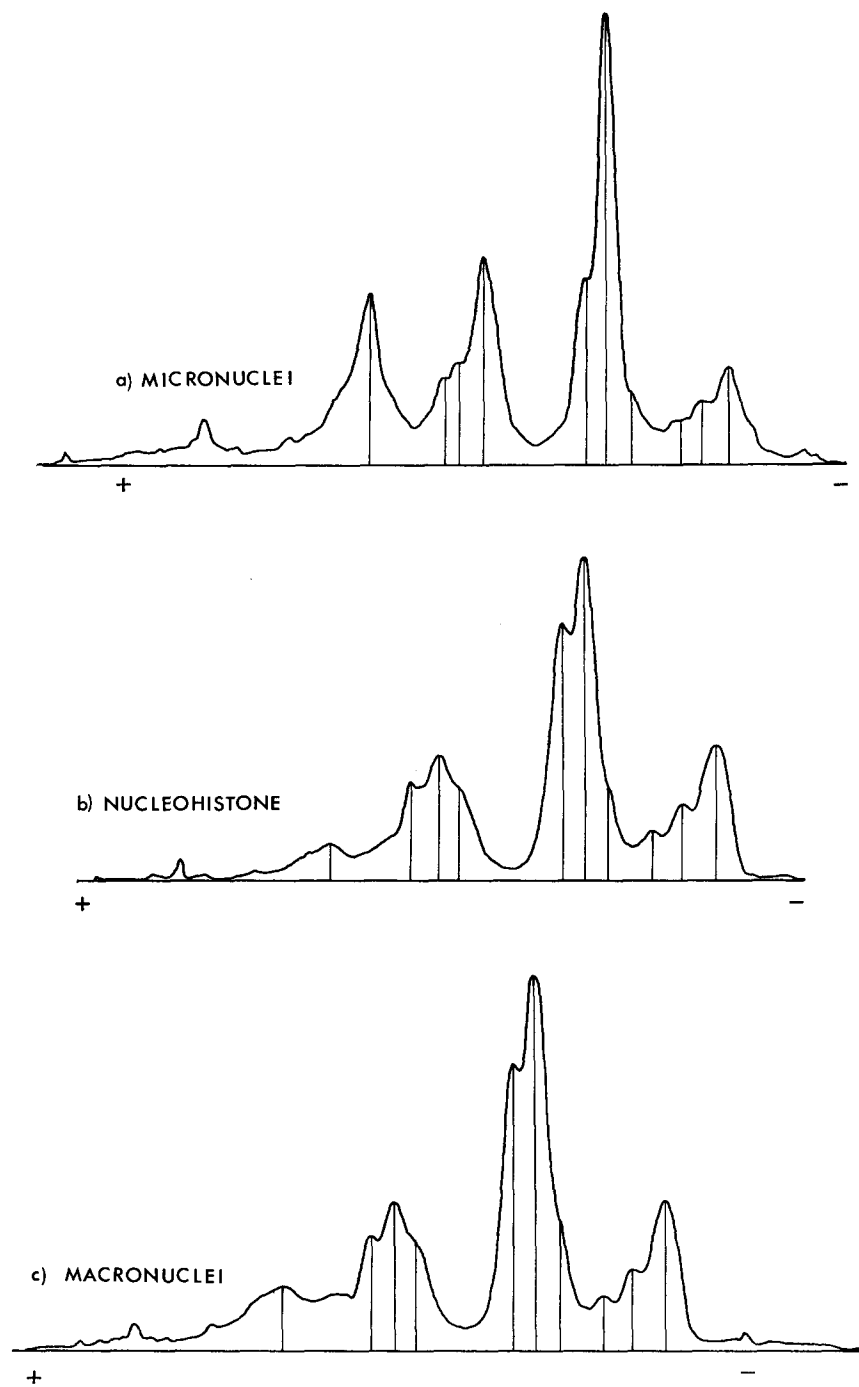 a) MICRONUCLEI
+ −
b) NUCLEOHISTONE
+ −
c) MACRONUCLEI
+ −